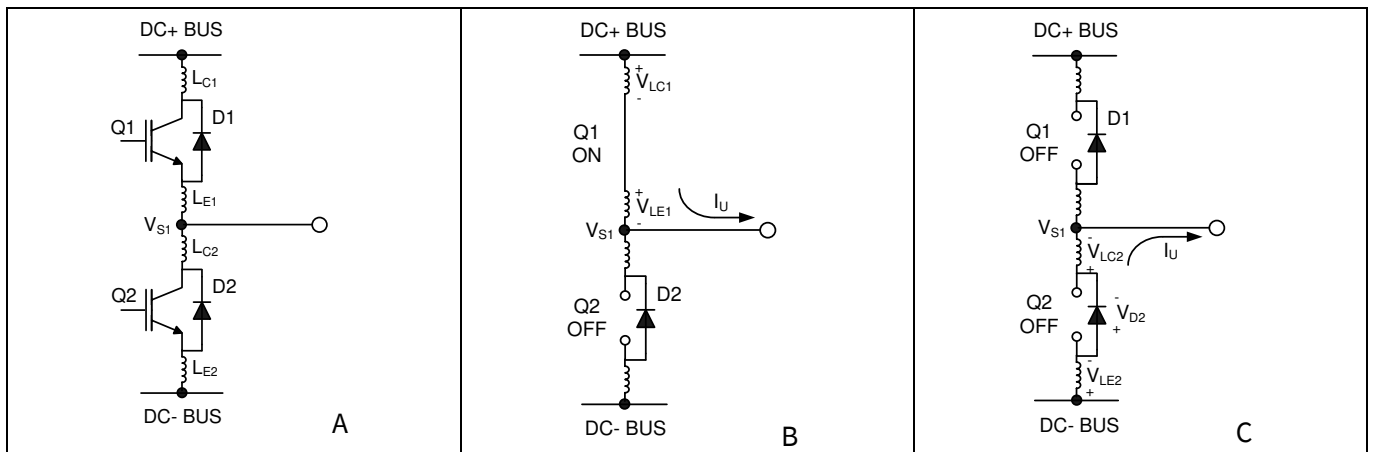 DC+ BUS
LC1
Q1
D1
LE1
VS1
LC2
Q2
D2
LE2
DC- BUS
A
DC+ BUS
+
VLC1
-
Q1
ON
+
VLE1
-
IU
VS1
D2
Q2
OFF
DC- BUS
B
DC+ BUS
D1
Q1
OFF
VS1
-
VLC2
+
IU
Q2
OFF
-
VD2
+
-
VLE2
+
DC- BUS
C